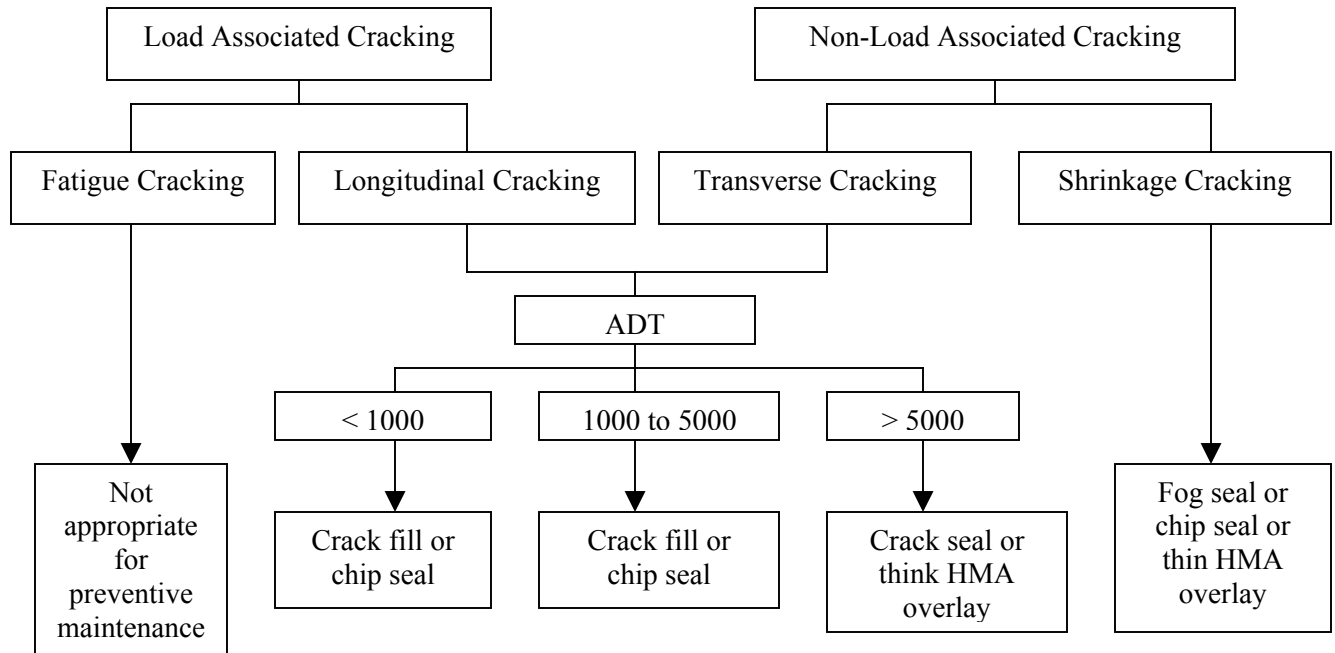 Load Associated Cracking
Non-Load Associated Cracking
Fatigue Cracking
Longitudinal Cracking
Transverse Cracking
Shrinkage Cracking
ADT
< 1000
1000 to 5000
> 5000
Not
appropriate
for
preventive
maintenance
Crack fill or
chip seal
Crack fill or
chip seal
Crack seal or
think HMA
overlay
Fog seal or
chip seal or
thin HMA
overlay